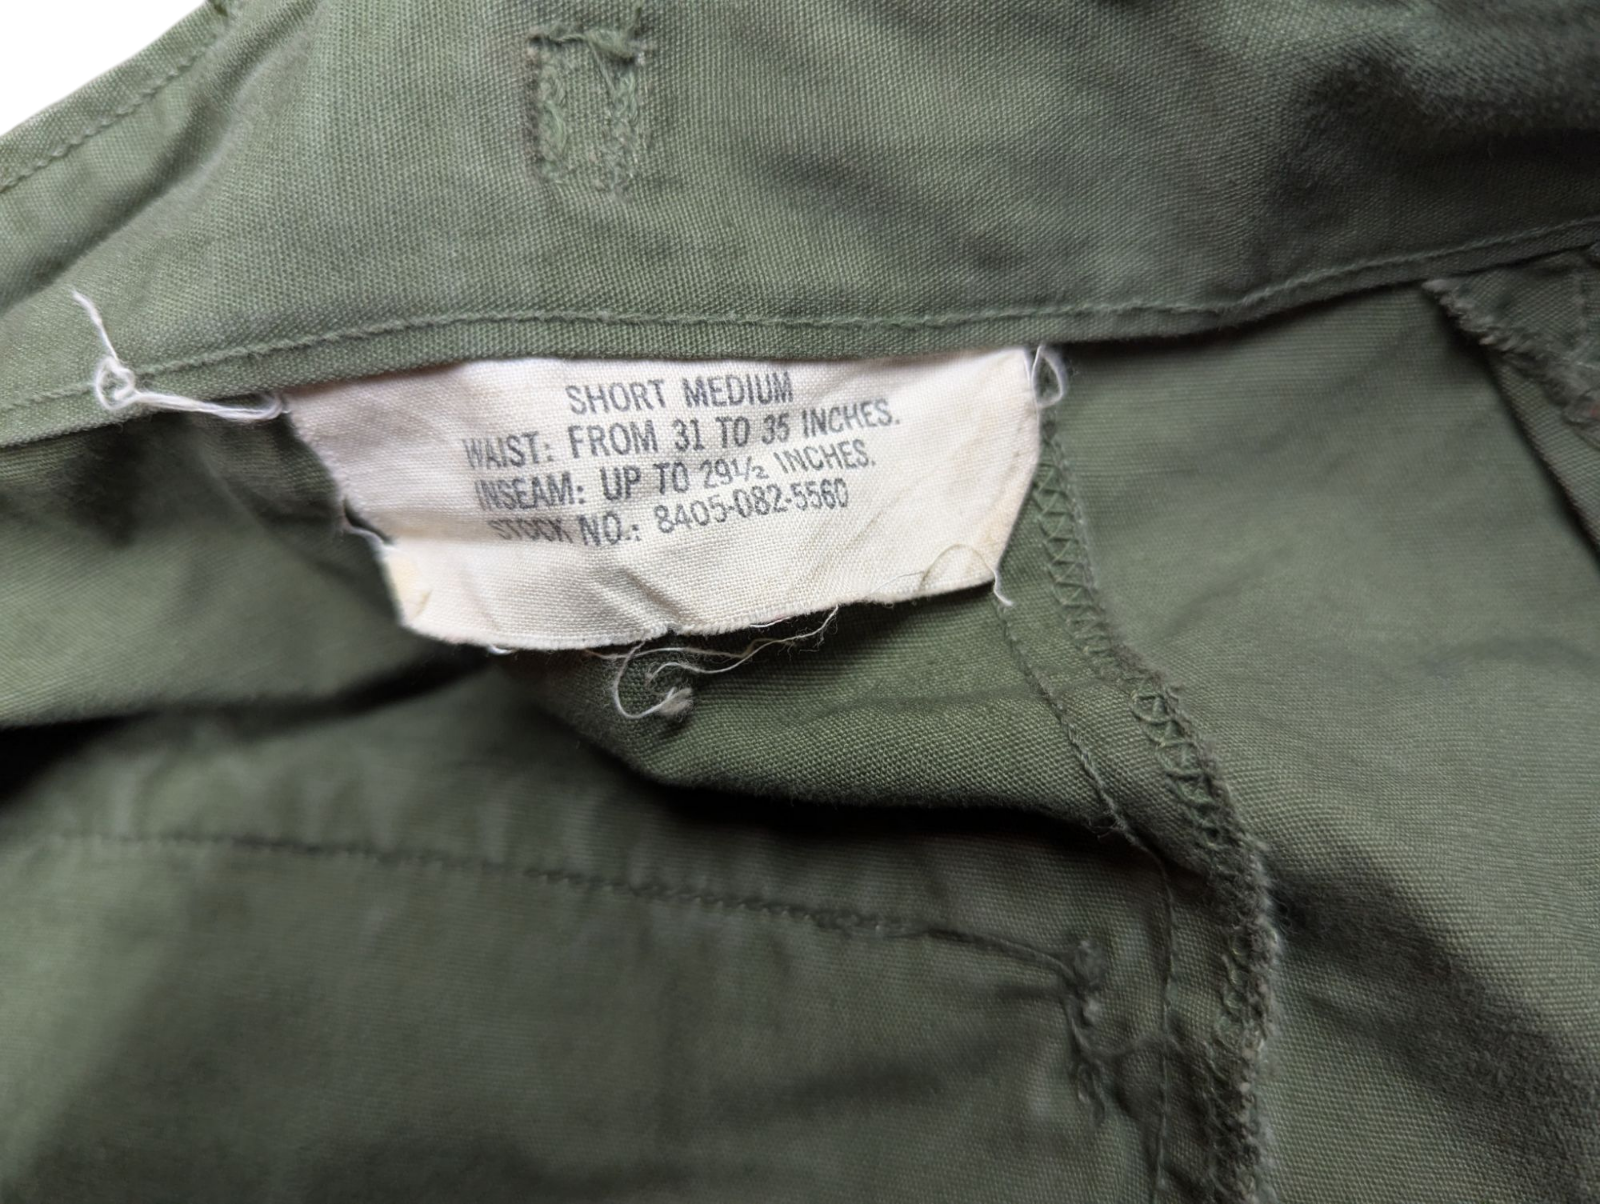 SHORT MEDIUM
WAIST: FROM 31 TO 35 INCHES.
INSEAM: UP TO 29½ INCHES.
STOCK NO.: 8405-082-5560